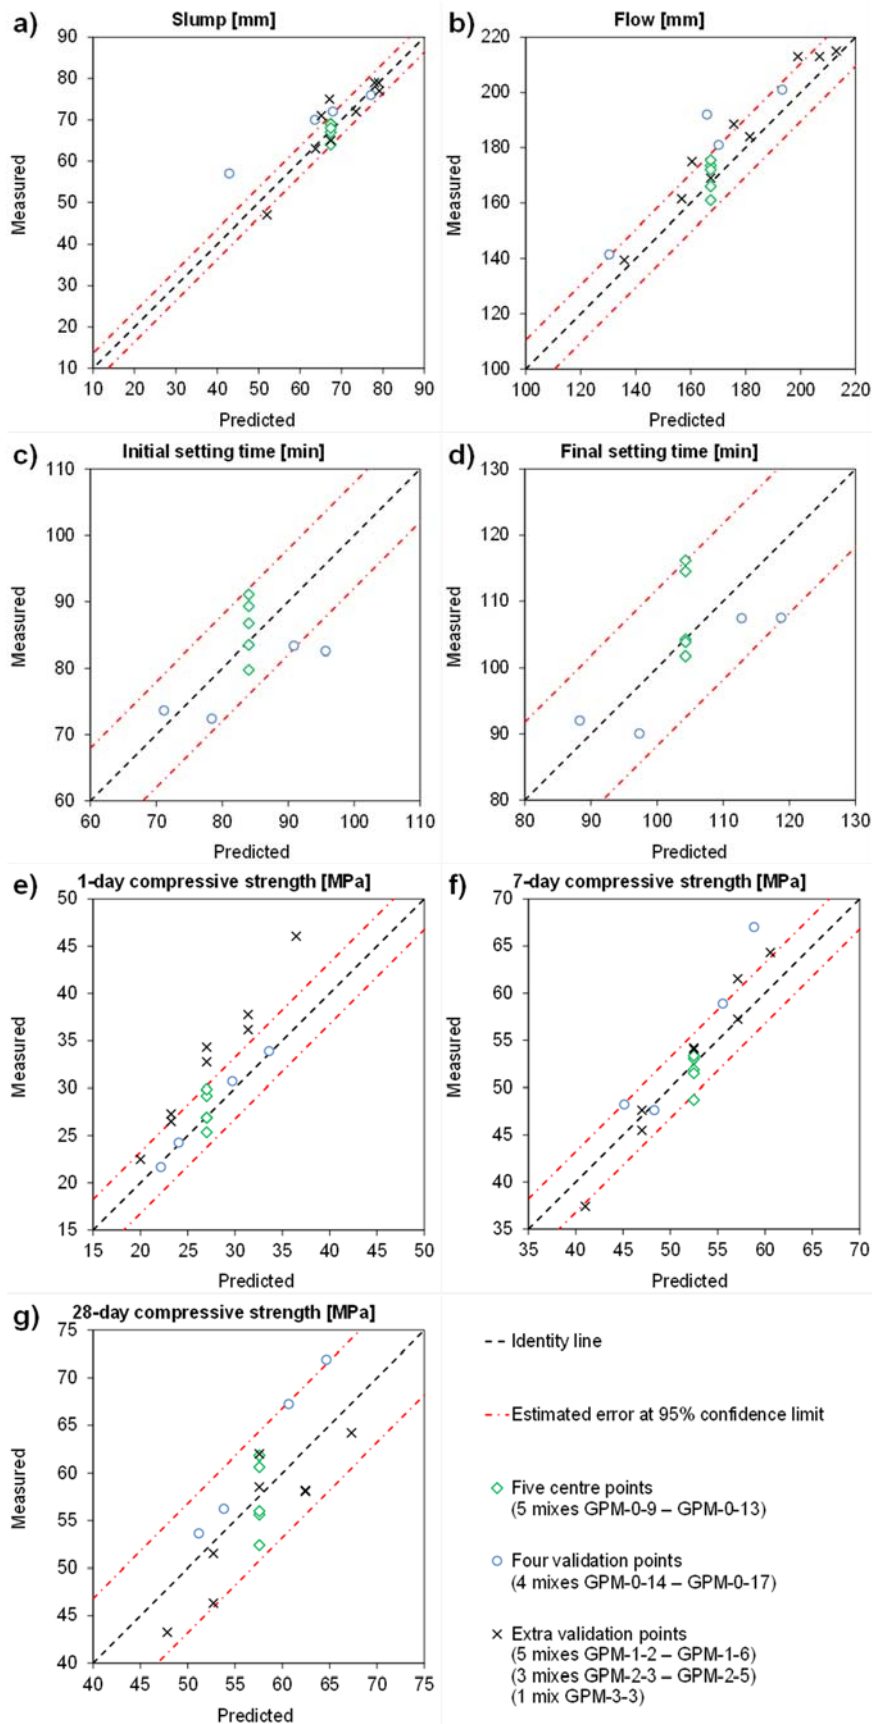 a) Slump [mm]
90
80
70
60
50
40
30
20
10
Measured
10 20 30 40 50 60 70 80 90
Predicted
b) Flow [mm]
220
200
180
160
140
120
100
Measured
100 120 140 160 180 200 220
Predicted
c) Initial setting time [min]
110
100
90
80
70
60
Measured
60 70 80 90 100 110
Predicted
d) Final setting time [min]
130
120
110
100
90
80
Measured
80 90 100 110 120 130
Predicted
e) 1-day compressive strength [MPa]
50
45
40
35
30
25
20
15
Measured
15 20 25 30 35 40 45 50
Predicted
f) 7-day compressive strength [MPa]
70
65
60
55
50
45
40
35
Measured
35 40 45 50 55 60 65 70
Predicted
g) 28-day compressive strength [MPa]
75
70
65
60
55
50
45
40
Measured
40 45 50 55 60 65 70 75
Predicted
Identity line
Estimated error at 95% confidence limit
Five centre points
(5 mixes GPM-0-9 – GPM-0-13)
Four validation points
(4 mixes GPM-0-14 – GPM-0-17)
Extra validation points
(5 mixes GPM-1-2 – GPM-1-6)
(3 mixes GPM-2-3 – GPM-2-5)
(1 mix GPM-3-3)